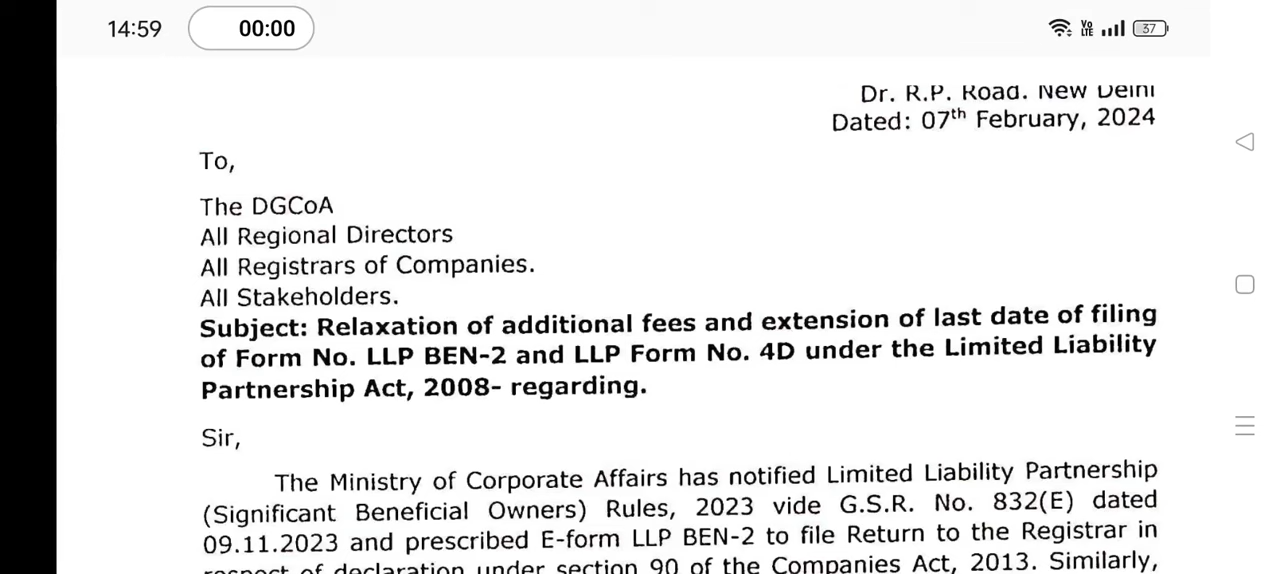 14:59 00:00 Vo LTE 37
Dr. R.P. Road. New Delhi
Dated: 07th February, 2024
To,
The DGCoA
All Regional Directors
All Registrars of Companies.
All Stakeholders.
Subject: Relaxation of additional fees and extension of last date of filing
of Form No. LLP BEN-2 and LLP Form No. 4D under the Limited Liability
Partnership Act, 2008- regarding.
Sir,
The Ministry of Corporate Affairs has notified Limited Liability Partnership
(Significant Beneficial Owners) Rules, 2023 vide G.S.R. No. 832(E) dated
09.11.2023 and prescribed E-form LLP BEN-2 to file Return to the Registrar in
respect of declaration under section 90 of the Companies Act, 2013. Similarly,